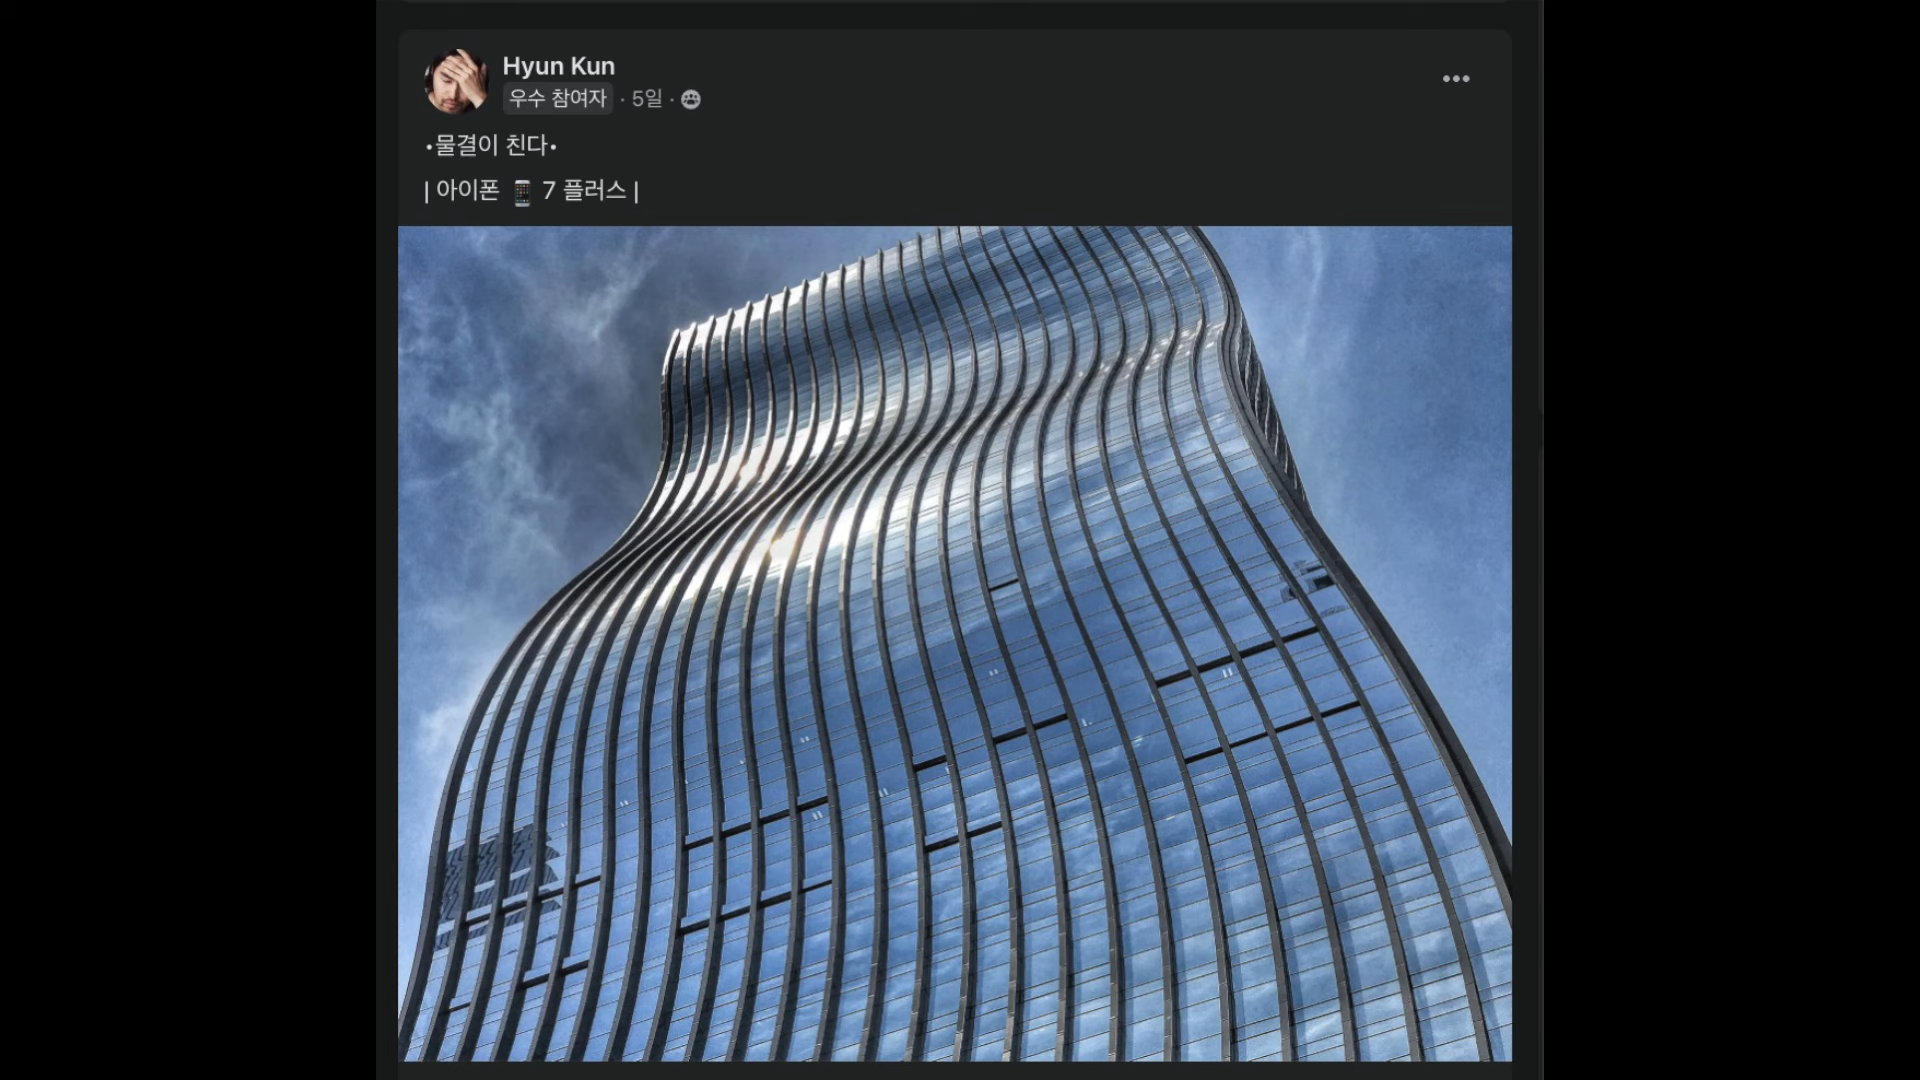 Hyun Kun
우수 참여자 · 5일 ·
•물결이 친다•
| 아이폰 📱 7 플러스 |